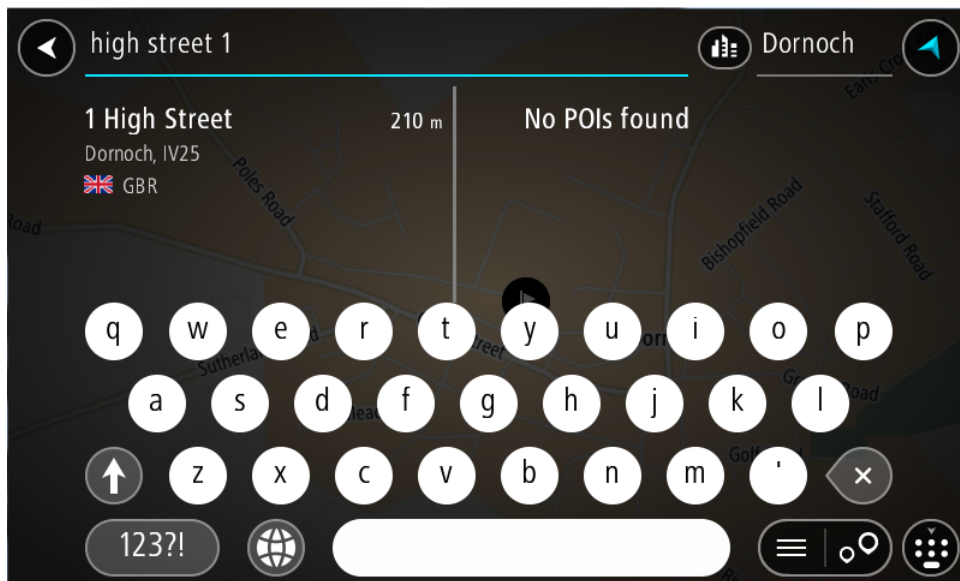 high street 1
Dornoch
1 High Street
210 m
Dornoch, IV25
GBR
No POIs found
Poles Road
Road
Bishopfield Road
Stafford Road
q w e r t y u i o p
a s d f g h j k l
z x c v b n m '
123?!